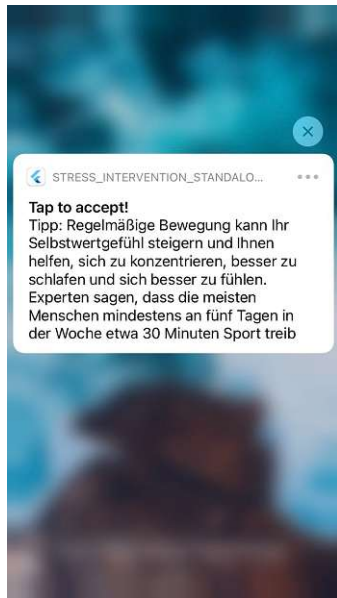 STRESS_INTERVENTION_STANDALO...
Tap to accept!
Tipp: Regelmäßige Bewegung kann Ihr
Selbstwertgefühl steigern und Ihnen
helfen, sich zu konzentrieren, besser zu
schlafen und sich besser zu fühlen.
Experten sagen, dass die meisten
Menschen mindestens an fünf Tagen in
der Woche etwa 30 Minuten Sport treib